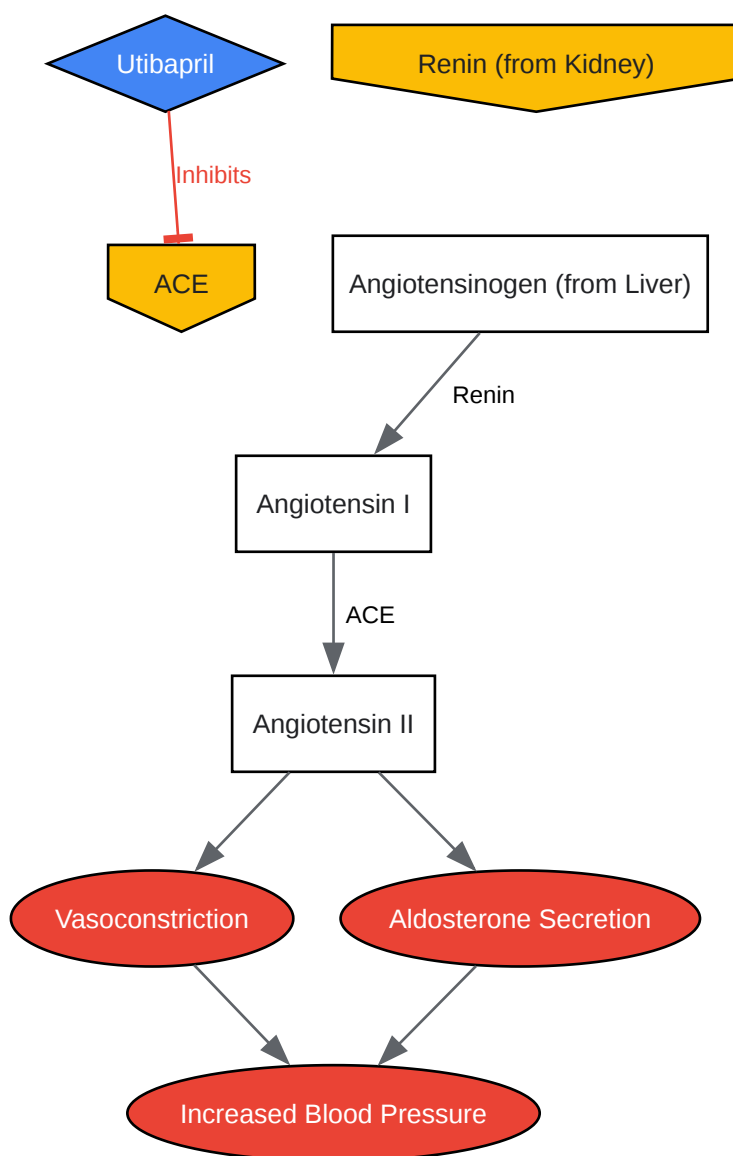 Utibapril
Renin (from Kidney)
Inhibits
ACE
Angiotensinogen (from Liver)
Renin
Angiotensin I
ACE
Angiotensin II
Vasoconstriction
Aldosterone Secretion
Increased Blood Pressure